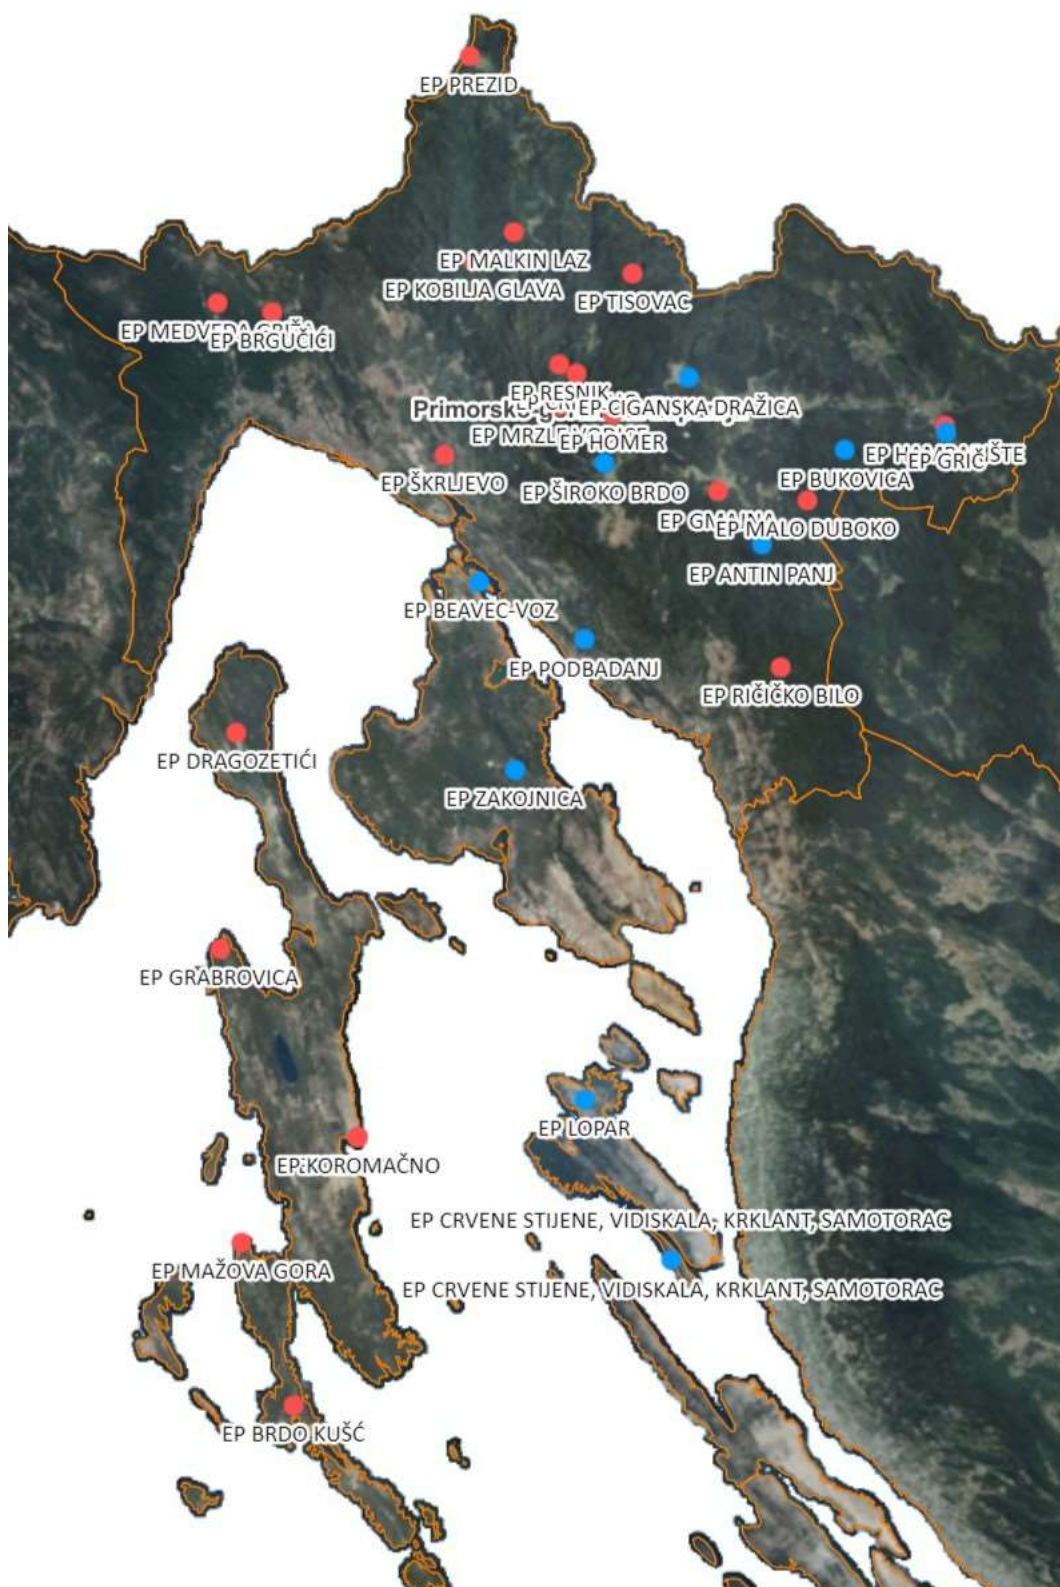 EP PREZID
EP MALKIN LAZ
EP KOBILJA GLAVA
EP TISOVAC
EP BRGUČIĆI
EP RESNIK
EP CIGANSKA DRAŽICA
EP MRZLE VODICE
EP HOMER
EP ŠKRLJEVO
EP ŠIROKO BRDO
EP GRIČ
EP BUKOVICA
EP MALO DUBOKO
EP ANTIN PANJ
EP BEAVEC-VOZ
EP PODBADANJ
EP RIČIČKO BILO
EP DRAGOZETIĆI
EP ZAKOJNICA
EP GRABROVICA
EP LOPAR
EP KOROMAČNO
EP CRVENE STIJENE, VIDISKALA, KRKLANT, SAMOTORAC
EP MAŽOVA GORA
EP CRVENE STIJENE, VIDISKALA, KRKLANT, SAMOTORAC
EP BRDO KUŠĆ